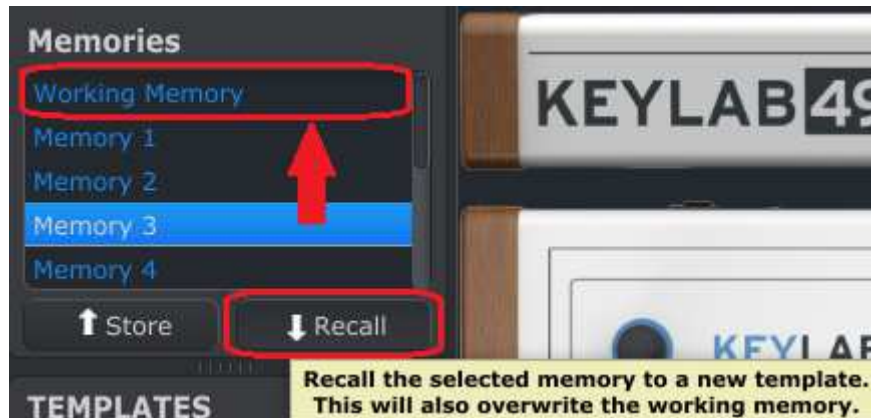 Memories
Working Memory
Memory 1
Memory 2
Memory 3
Memory 4
Store
Recall
TEMPLATES
KEYLAB 49
KEYLAB
Recall the selected memory to a new template.
This will also overwrite the working memory.